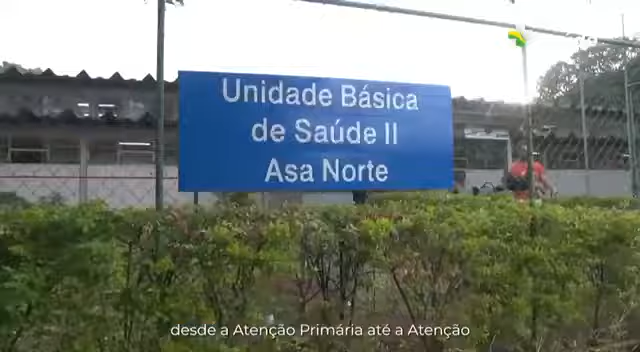 Unidade Básica
de Saúde II
Asa Norte
desde a Atenção Primária até a Atenção